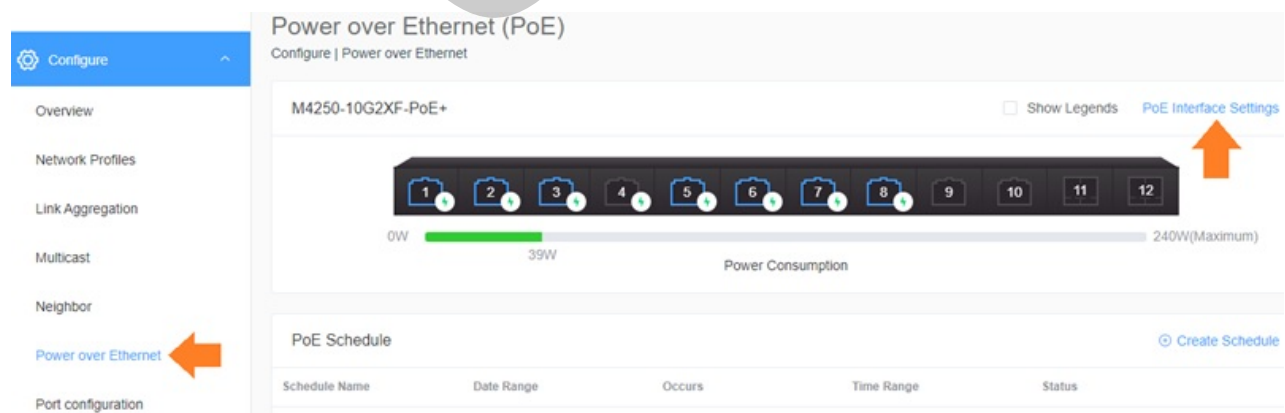 Power over Ethernet (PoE)
Configure | Power over Ethernet
Configure
Overview
Network Profiles
Link Aggregation
Multicast
Neighbor
Power over Ethernet
Port configuration
M4250-10G2XF-PoE+
Show Legends PoE Interface Settings
1 2 3 4 5 6 7 8 9 10 11 12
0W 39W 240W(Maximum)
Power Consumption
PoE Schedule
Create Schedule
Schedule Name Date Range Occurs Time Range Status